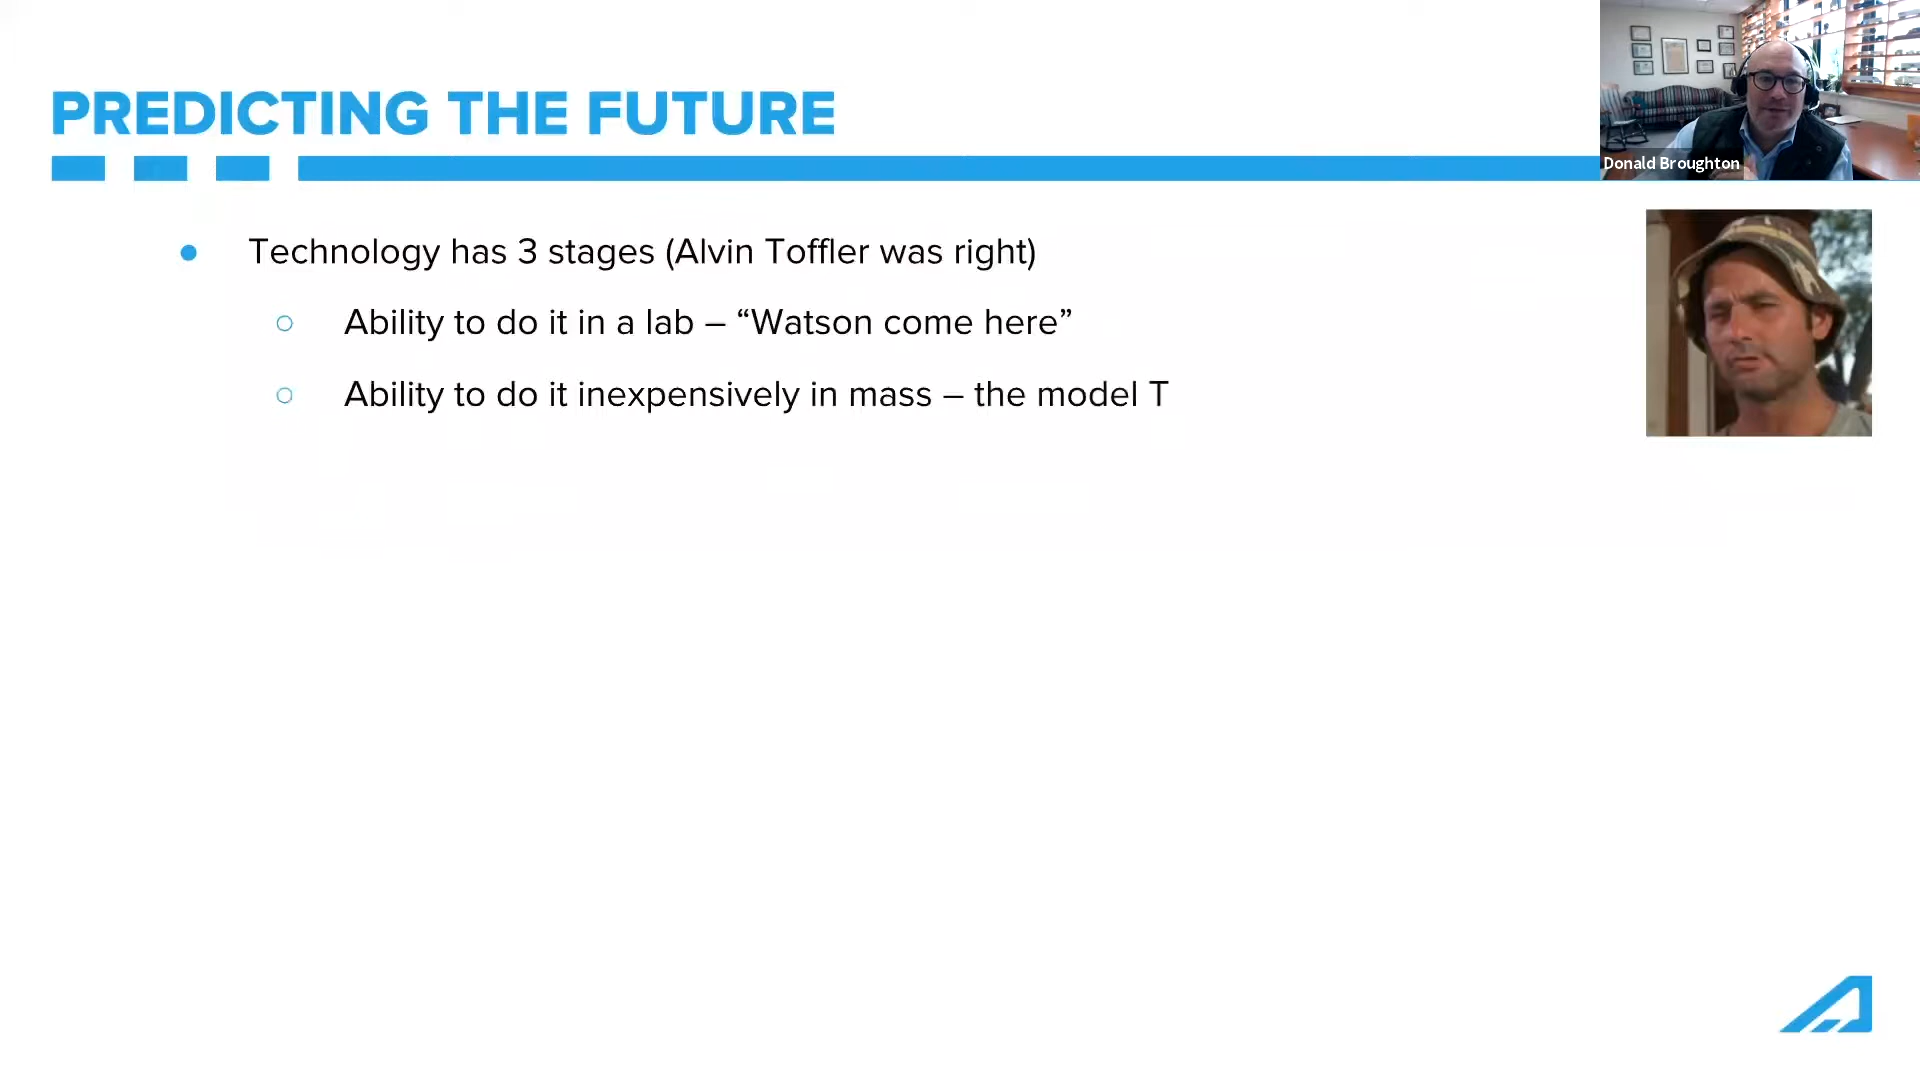 PREDICTING THE FUTURE
Donald Broughton
Technology has 3 stages (Alvin Toffler was right)
Ability to do it in a lab – “Watson come here”
Ability to do it inexpensively in mass – the model T